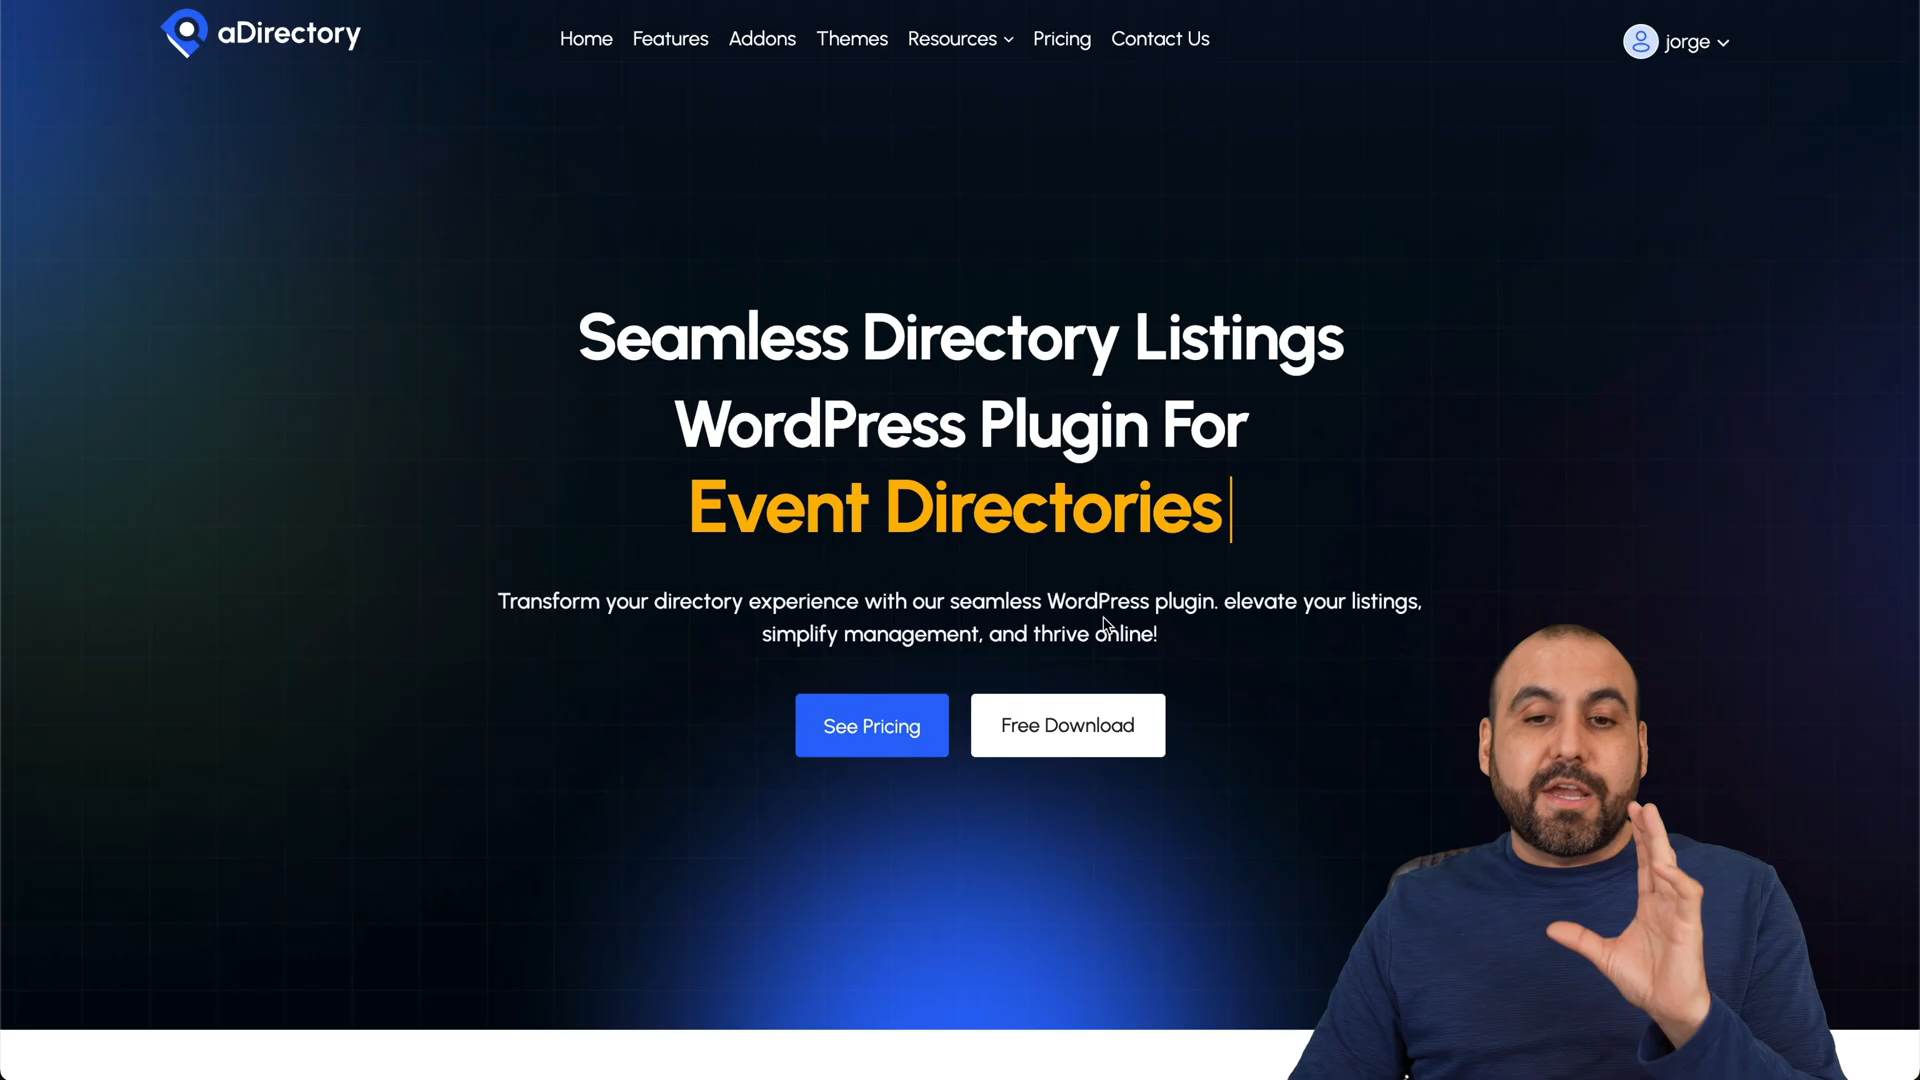 aDirectory
Home Features Addons Themes Resources Pricing Contact Us
jorge
Seamless Directory Listings
WordPress Plugin For
Event Directories
Transform your directory experience with our seamless WordPress plugin. elevate your listings,
simplify management, and thrive online!
See Pricing
Free Download